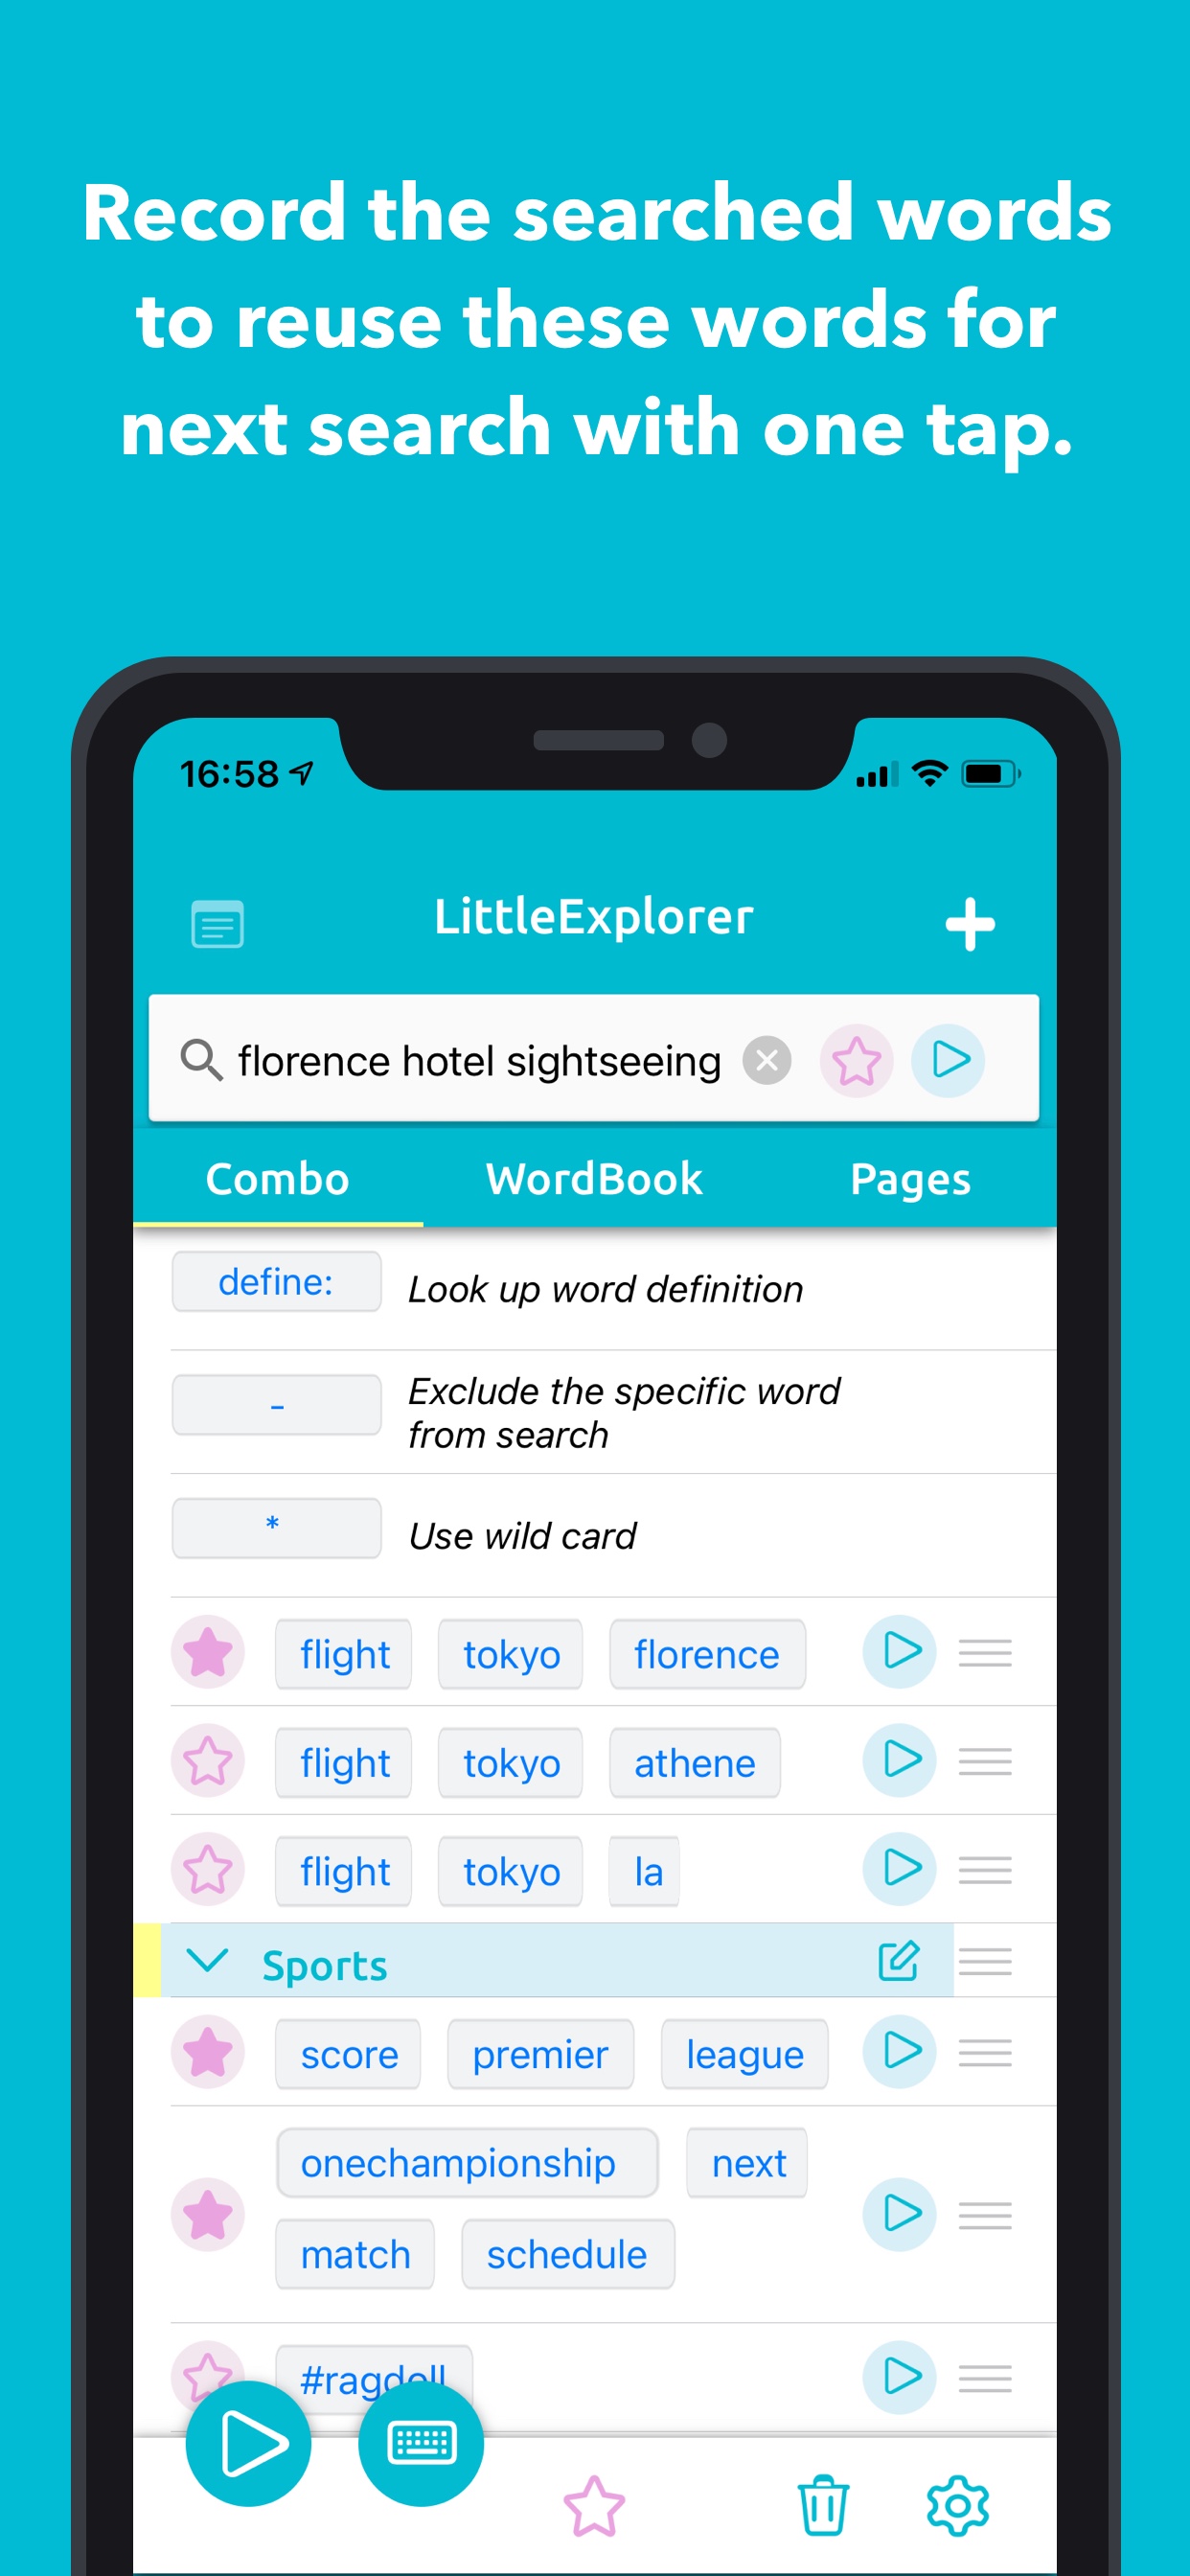 Record the searched words
to reuse these words for
next search with one tap.
16:58
LittleExplorer
florence hotel sightseeing
Combo WordBook Pages
define: Look up word definition
- Exclude the specific word
from search
* Use wild card
flight tokyo florence
flight tokyo athene
flight tokyo la
Sports
score premier league
onechampionship next
match schedule
#ragdoll